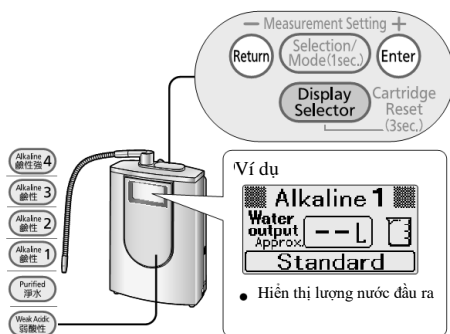 − Measurement Setting +
Return
Selection/
Mode(1sec.)
Enter
Display
Selector
Cartridge
Reset
(3sec.)
Alkaline
鹼性強 4
Alkaline
鹼性 3
Alkaline
鹼性 2
Alkaline
鹼性 1
Purified
淨水
Weak Acidic
弱酸性
Ví dụ
Alkaline 1
Water
output
Approx.
−−L
Standard
• Hiển thị lượng nước đầu ra